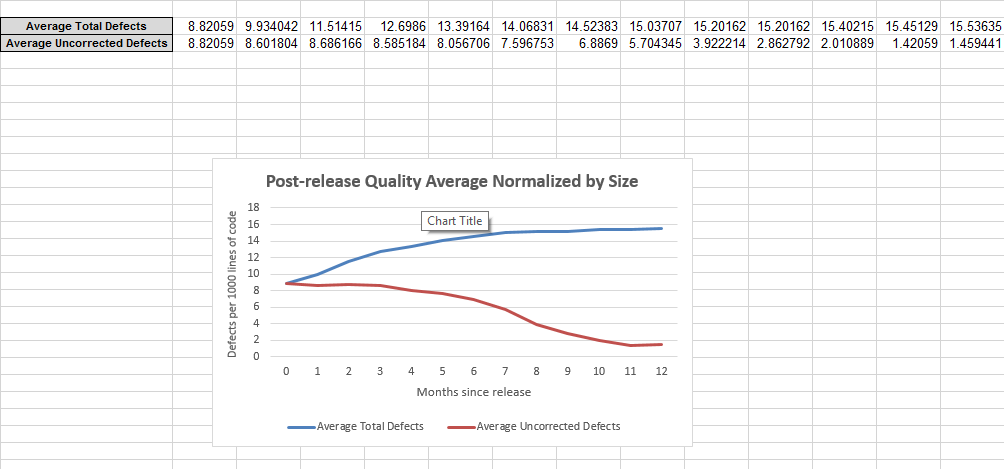 Average Total Defects 8.82059 9.934042 11.51415 12.6986 13.39164 14.06831 14.52383 15.03707 15.20162 15.20162 15.40215 15.45129 15.53635
Average Uncorrected Defects 8.82059 8.601804 8.686166 8.585184 8.056706 7.596753 6.8869 5.704345 3.922214 2.862792 2.010889 1.42059 1.459441
Post-release Quality Average Normalized by Size
Chart Title
Defects per 1000 lines of code
18
16
14
12
10
8
6
4
2
0
0 1 2 3 4 5 6 7 8 9 10 11 12
Months since release
Average Total Defects Average Uncorrected Defects